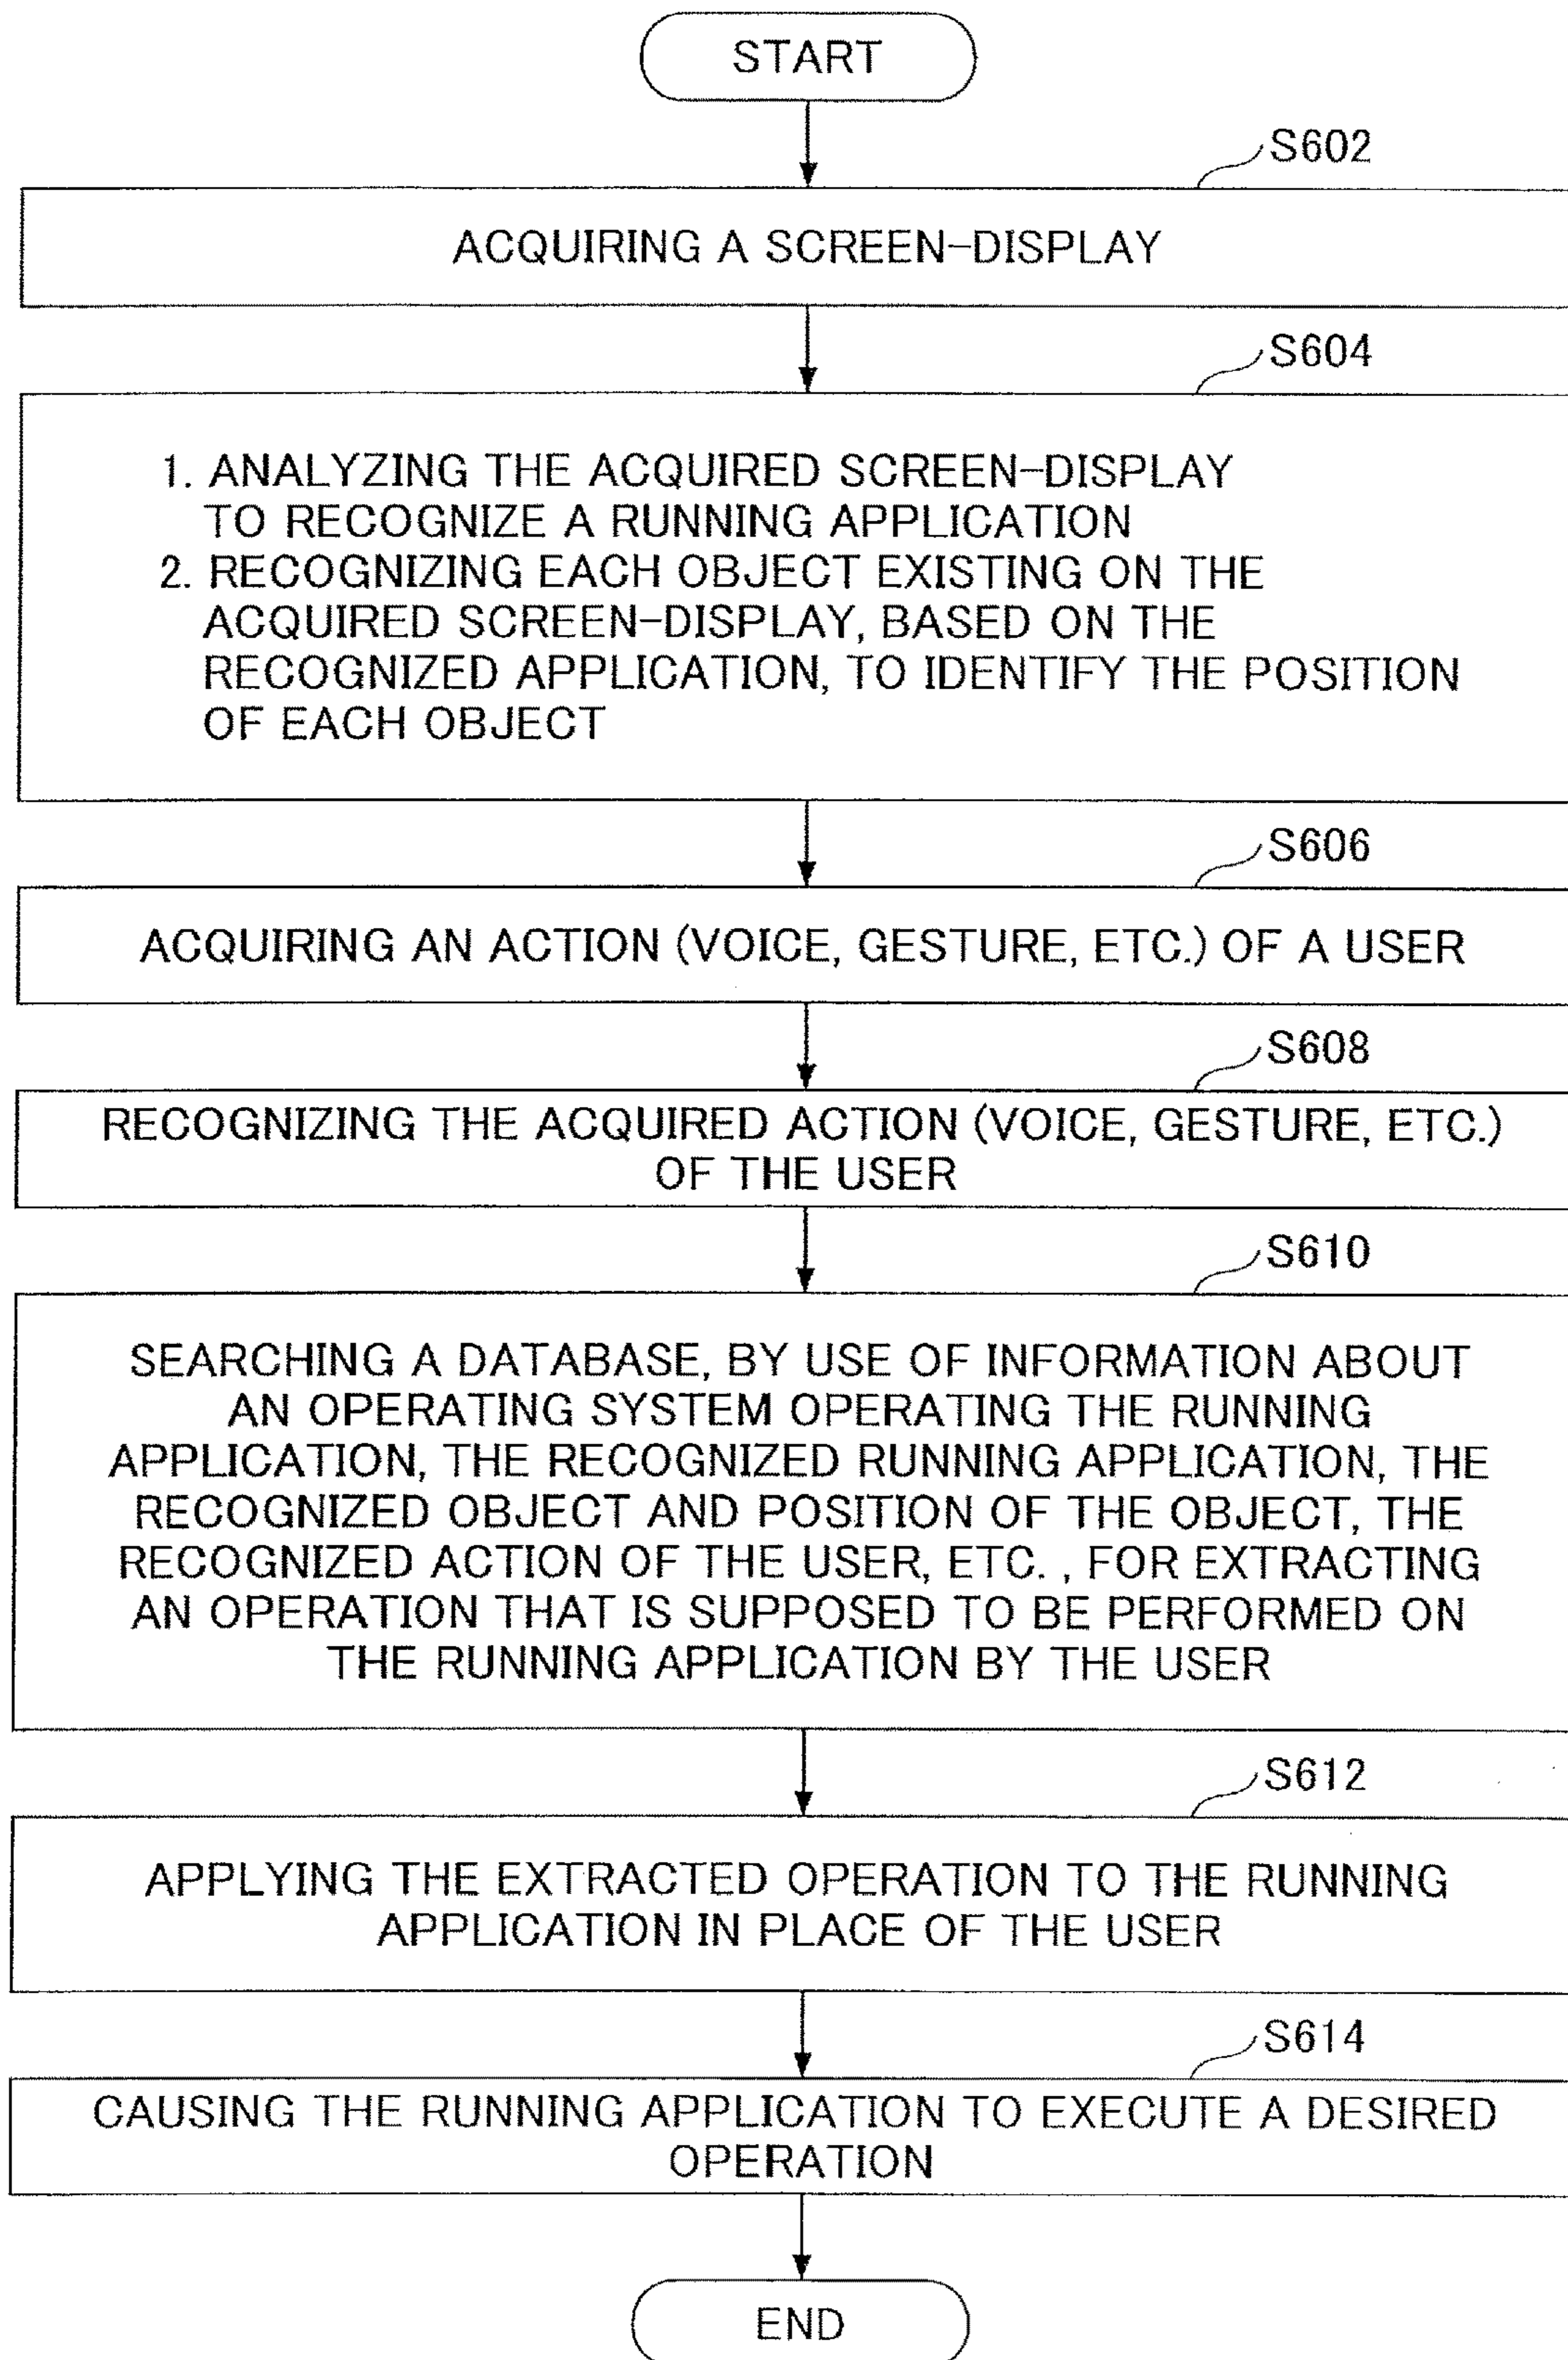 START
S602
ACQUIRING A SCREEN-DISPLAY
S604
1. ANALYZING THE ACQUIRED SCREEN-DISPLAY
TO RECOGNIZE A RUNNING APPLICATION
2. RECOGNIZING EACH OBJECT EXISTING ON THE
ACQUIRED SCREEN-DISPLAY, BASED ON THE
RECOGNIZED APPLICATION, TO IDENTIFY THE POSITION
OF EACH OBJECT
S606
ACQUIRING AN ACTION (VOICE, GESTURE, ETC.) OF A USER
S608
RECOGNIZING THE ACQUIRED ACTION (VOICE, GESTURE, ETC.)
OF THE USER
S610
SEARCHING A DATABASE, BY USE OF INFORMATION ABOUT
AN OPERATING SYSTEM OPERATING THE RUNNING
APPLICATION, THE RECOGNIZED RUNNING APPLICATION, THE
RECOGNIZED OBJECT AND POSITION OF THE OBJECT, THE
RECOGNIZED ACTION OF THE USER, ETC. , FOR EXTRACTING
AN OPERATION THAT IS SUPPOSED TO BE PERFORMED ON
THE RUNNING APPLICATION BY THE USER
S612
APPLYING THE EXTRACTED OPERATION TO THE RUNNING
APPLICATION IN PLACE OF THE USER
S614
CAUSING THE RUNNING APPLICATION TO EXECUTE A DESIRED
OPERATION
END